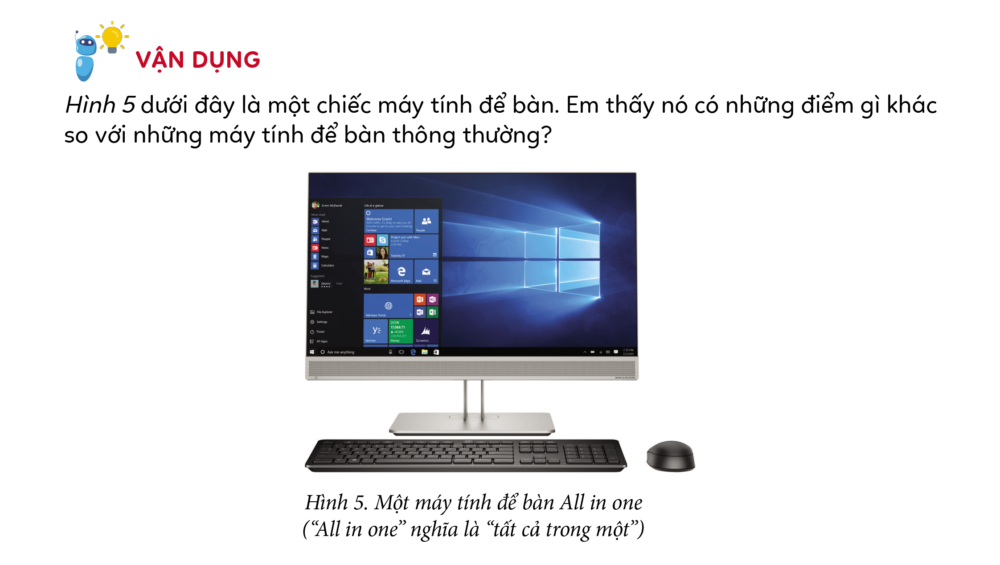 VẬN DỤNG
Hình 5 dưới đây là một chiếc máy tính để bàn. Em thấy nó có những điểm gì khác
so với những máy tính để bàn thông thường?
Erwin McDaniel
Most Used
Word
Mail
People
News
Maps
Calculator
Suggested
Seismic Free
File Explorer
Settings
Power
All Apps
Life at a glance
Welcome Erwin!
With traffic, it's likely to take you 45
minutes to get to your next meeting.
Cortana
People
Project sync with Marc
Fourth Coffee
3:30 PM
Tuesday 07
Photos
Microsoft Edge
Mail 10
Work
Fabrikam Portal 1
Yammer
DOW
17,068.71
▲ +0.12%
3:59 PM EDT
Money
Dynamics
Ask me anything
2:30 PM
7/7/2015
BANG & OLUFSEN
Hình 5. Một máy tính để bàn All in one
(“All in one” nghĩa là “tất cả trong một”)